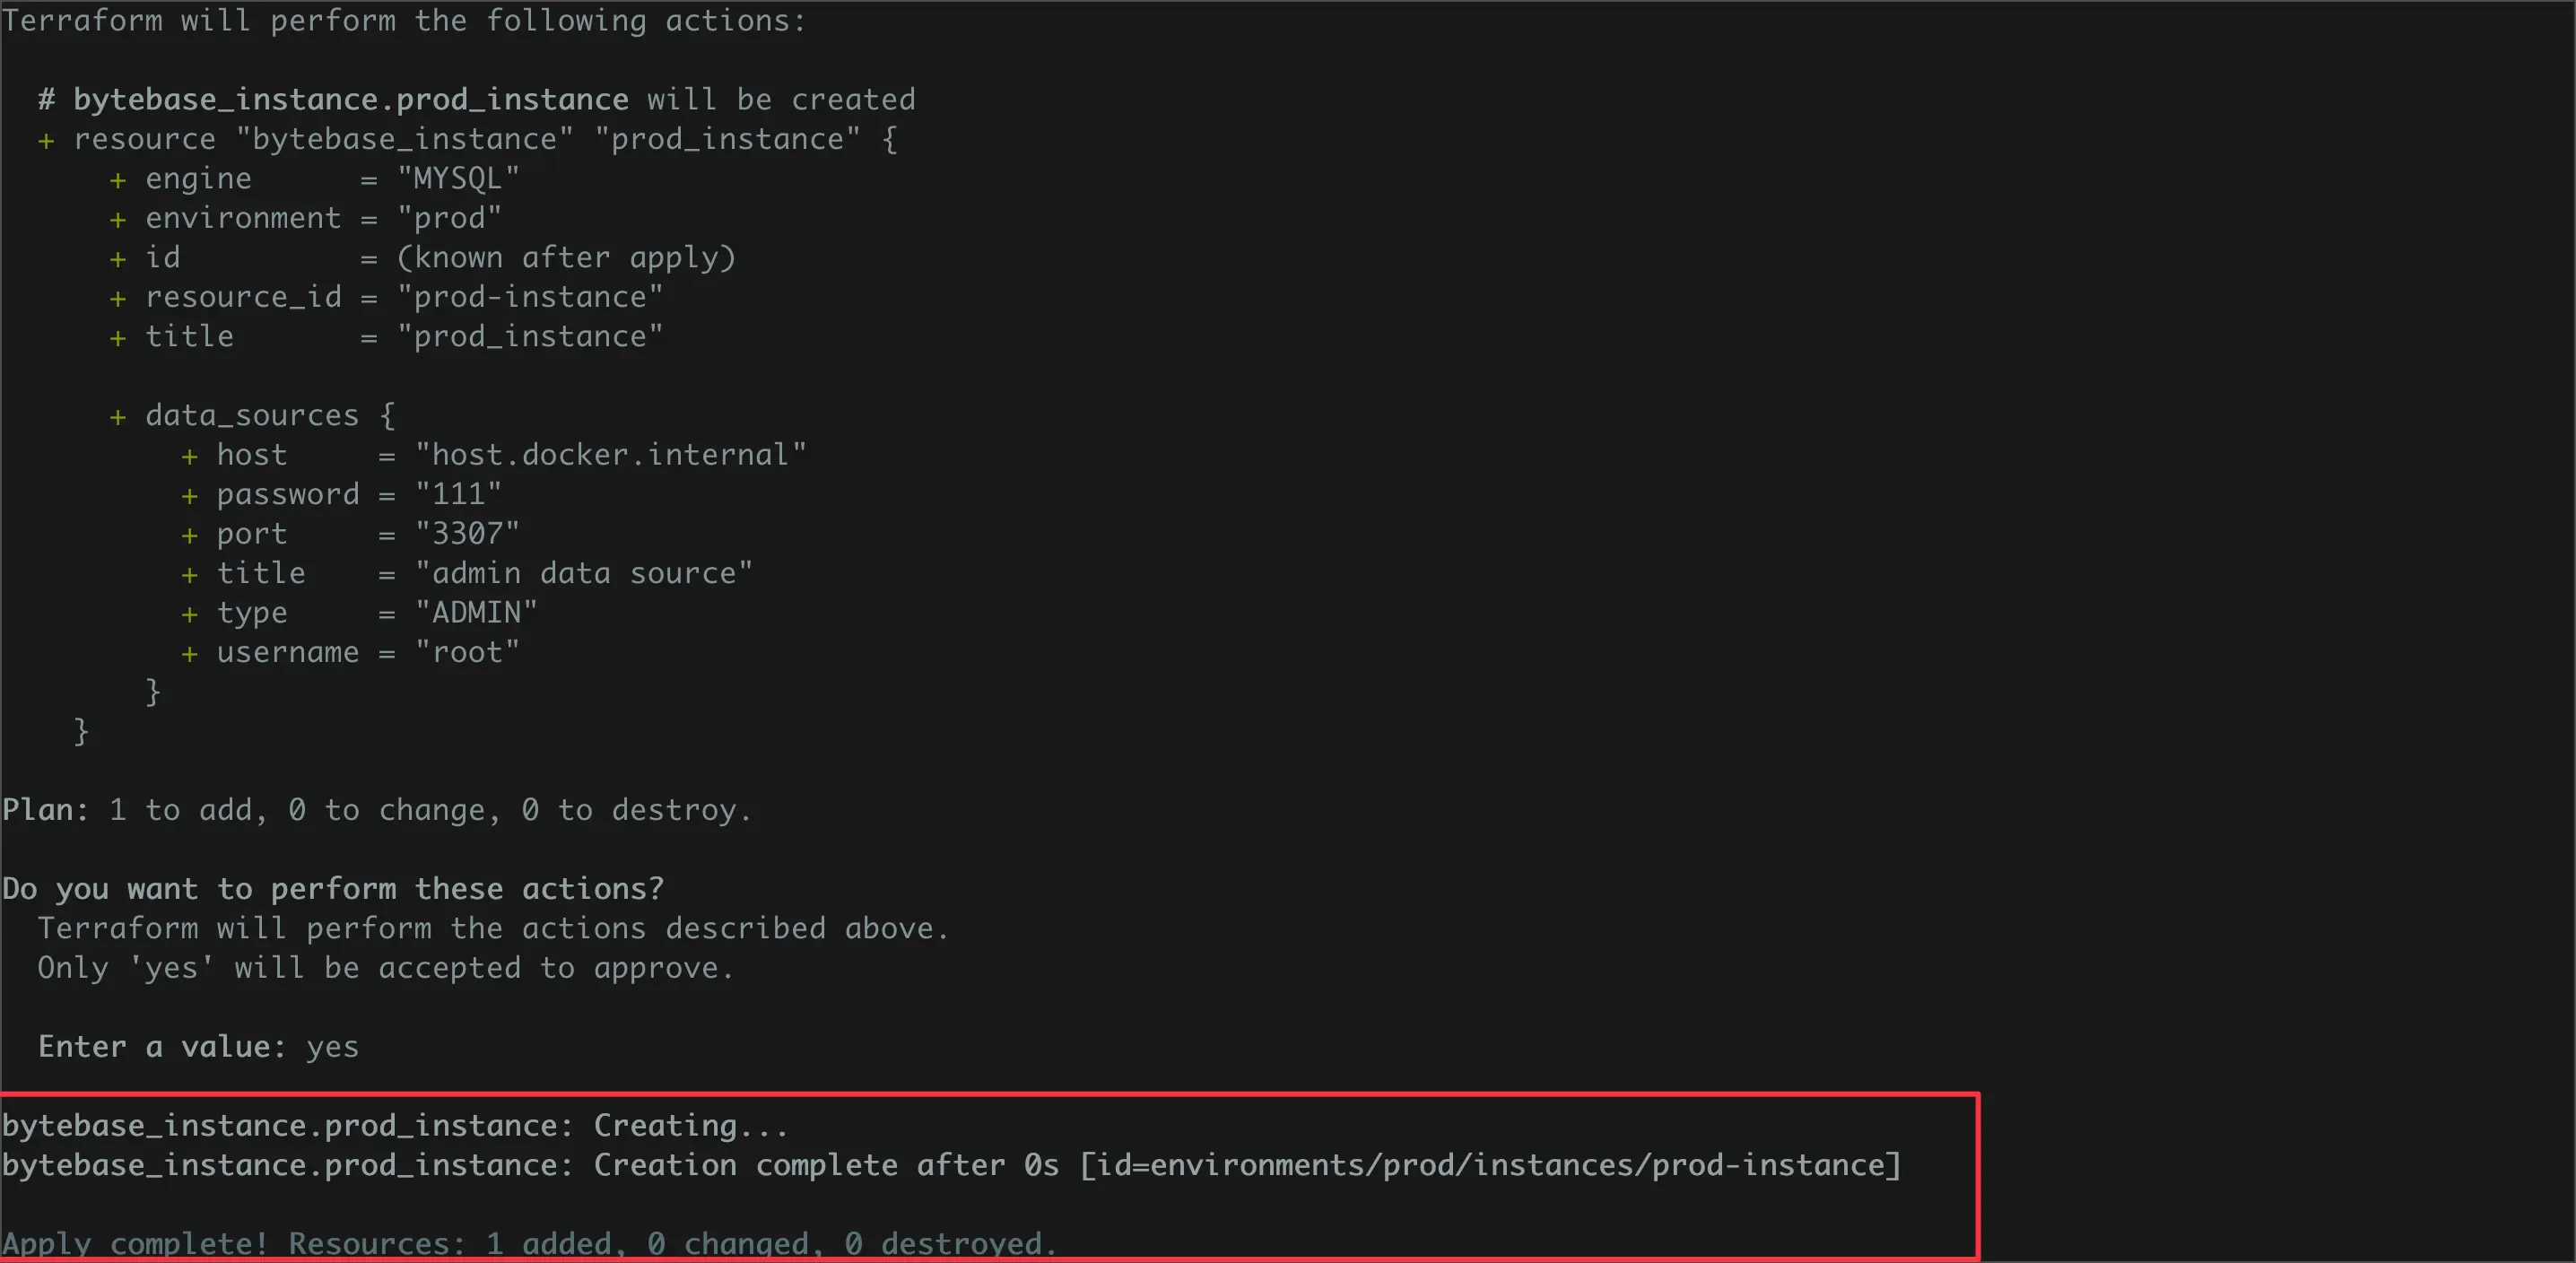 Terraform will perform the following actions:
# bytebase_instance.prod_instance will be created
+ resource "bytebase_instance" "prod_instance" {
+ engine      = "MYSQL"
+ environment = "prod"
+ id          = (known after apply)
+ resource_id = "prod-instance"
+ title       = "prod_instance"
+ data_sources {
+ host     = "host.docker.internal"
+ password = "111"
+ port     = "3307"
+ title    = "admin data source"
+ type     = "ADMIN"
+ username = "root"
}
}
Plan: 1 to add, 0 to change, 0 to destroy.
Do you want to perform these actions?
Terraform will perform the actions described above.
Only 'yes' will be accepted to approve.
Enter a value: yes
bytebase_instance.prod_instance: Creating...
bytebase_instance.prod_instance: Creation complete after 0s [id=environments/prod/instances/prod-instance]
Apply complete! Resources: 1 added, 0 changed, 0 destroyed.